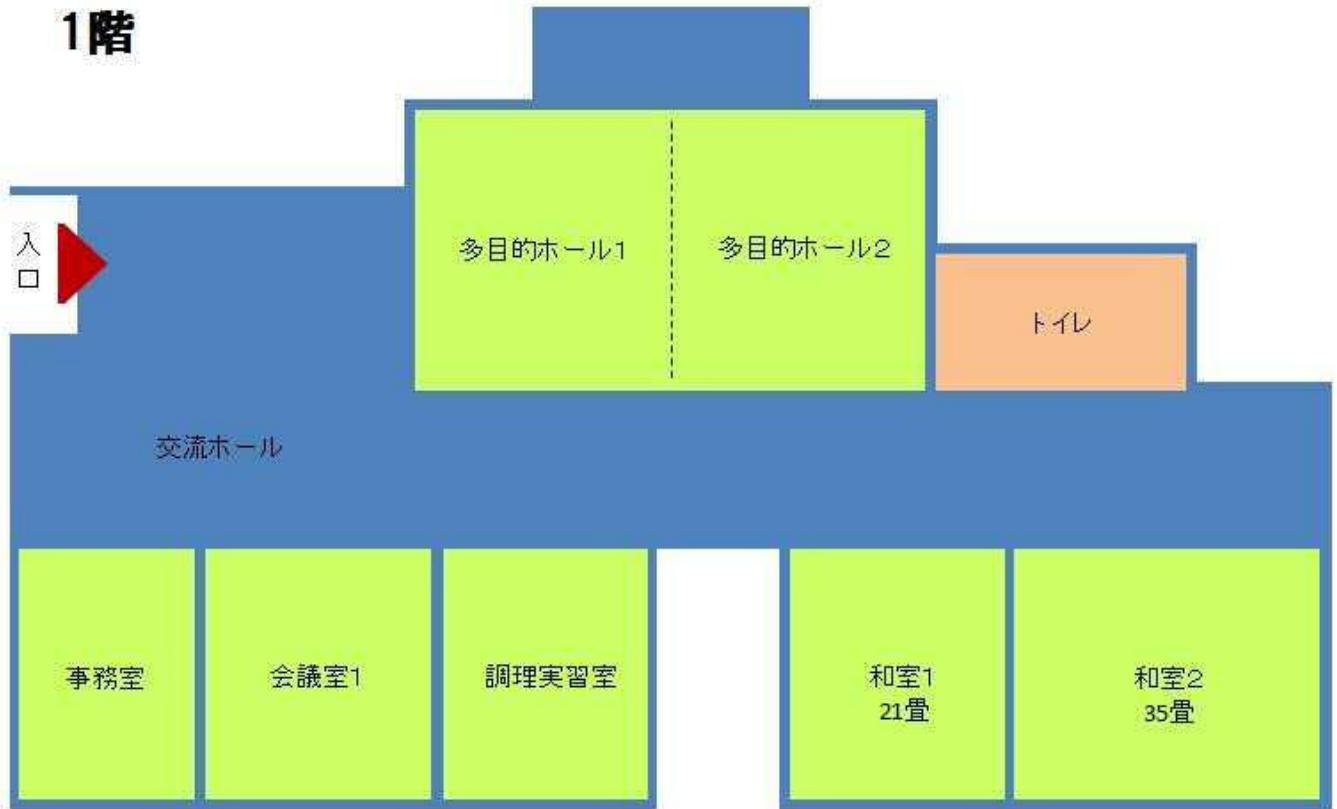 1階
入
口
多目的ホール1
多目的ホール2
トイレ
交流ホール
事務室
会議室1
調理実習室
和室1
21畳
和室2
35畳